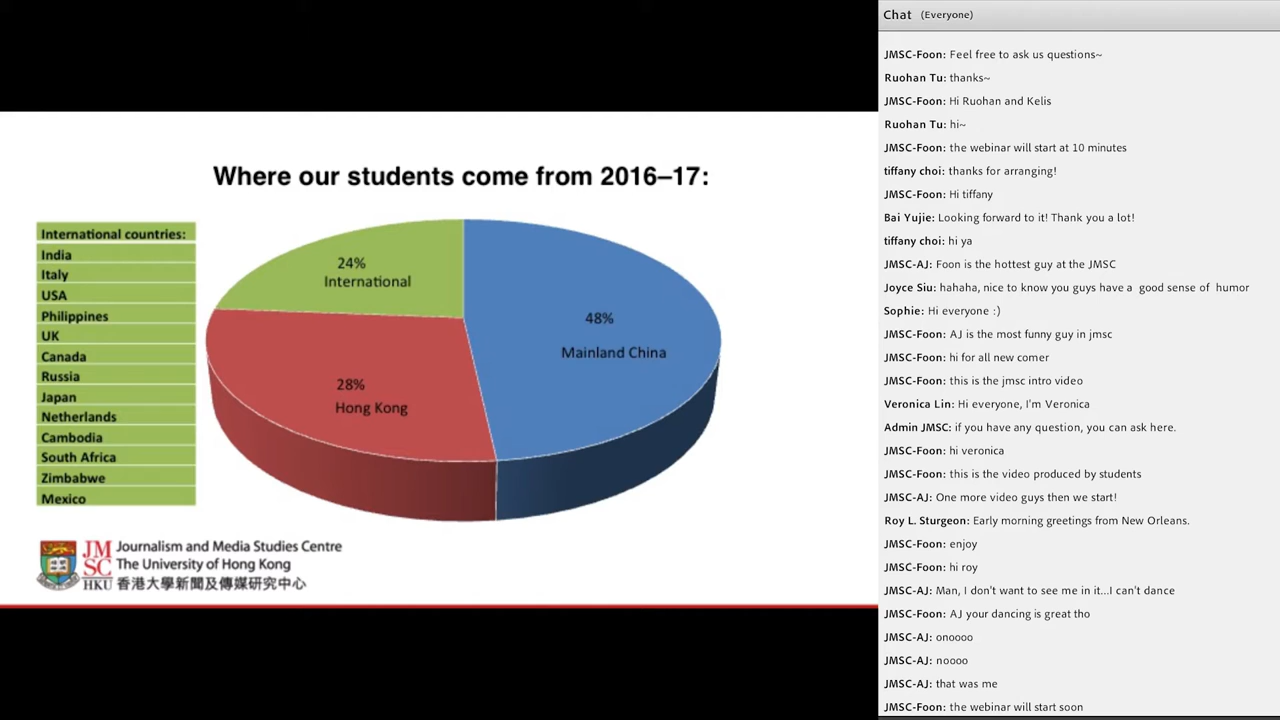 Where our students come from 2016–17:
International countries:
India
Italy
USA
Philippines
UK
Canada
Russia
Japan
Netherlands
Cambodia
South Africa
Zimbabwe
Mexico
24%
International
48%
Mainland China
28%
Hong Kong
JM
SC
HKU
Journalism and Media Studies Centre
The University of Hong Kong
香港大學新聞及傳媒研究中心
Chat (Everyone)
JMSC-Foon: Feel free to ask us questions~
Ruohan Tu: thanks~
JMSC-Foon: Hi Ruohan and Kelis
Ruohan Tu: hi~
JMSC-Foon: the webinar will start at 10 minutes
tiffany choi: thanks for arranging!
JMSC-Foon: Hi tiffany
Bai Yujie: Looking forward to it! Thank you a lot!
tiffany choi: hi ya
JMSC-AJ: Foon is the hottest guy at the JMSC
Joyce Siu: hahaha, nice to know you guys have a good sense of humor
Sophie: Hi everyone :)
JMSC-Foon: AJ is the most funny guy in jmsc
JMSC-Foon: hi for all new comer
JMSC-Foon: this is the jmsc intro video
Veronica Lin: Hi everyone, I'm Veronica
Admin JMSC: if you have any question, you can ask here.
JMSC-Foon: hi veronica
JMSC-Foon: this is the video produced by students
JMSC-AJ: One more video guys then we start!
Roy L. Sturgeon: Early morning greetings from New Orleans.
JMSC-Foon: enjoy
JMSC-Foon: hi roy
JMSC-AJ: Man, I don't want to see me in it...I can't dance
JMSC-Foon: AJ your dancing is great tho
JMSC-AJ: onoooo
JMSC-AJ: noooo
JMSC-AJ: that was me
JMSC-Foon: the webinar will start soon